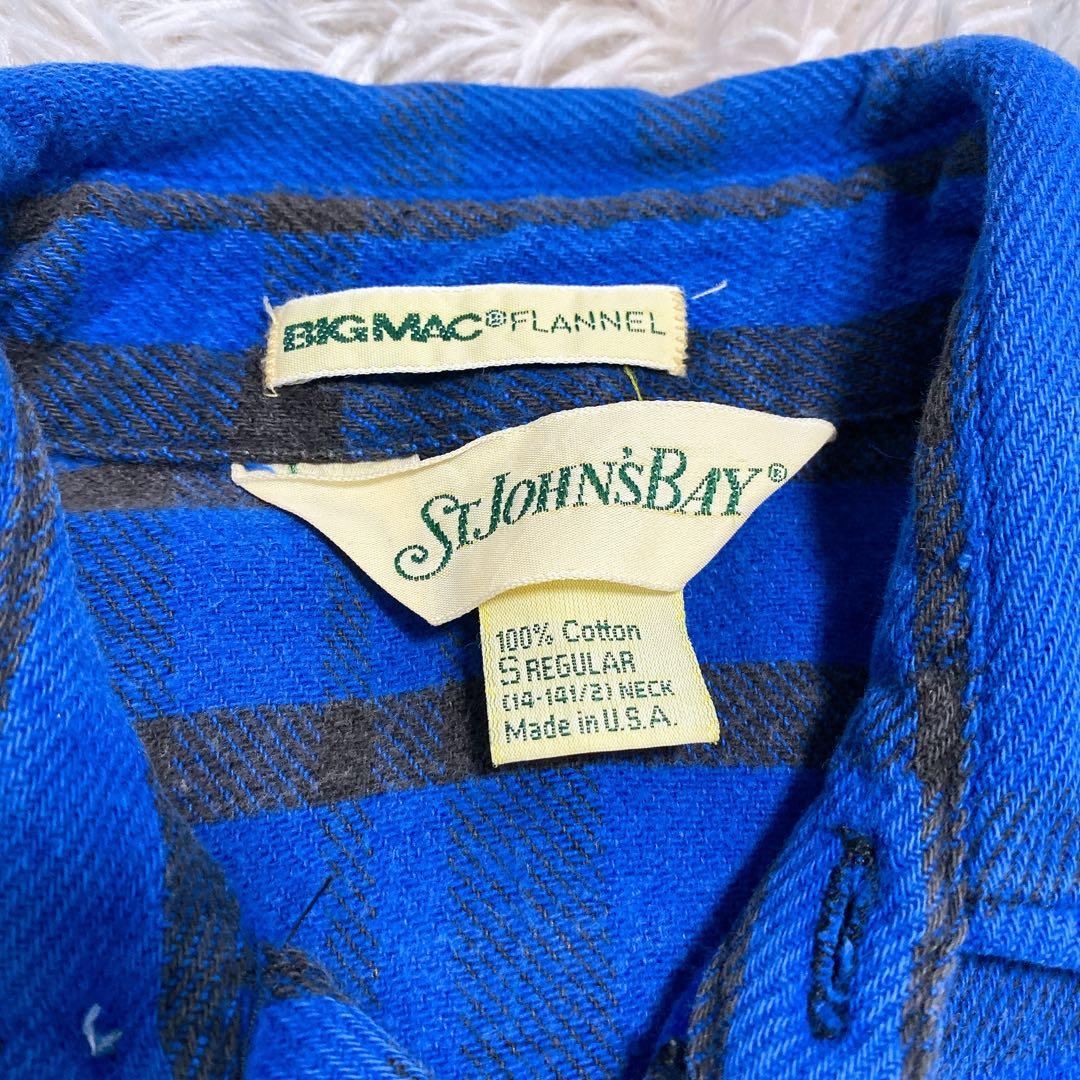 BIG MAC® FLANNEL
ST. JOHN'S BAY®
100% Cotton
S REGULAR
(14-14 1/2) NECK
Made in U.S.A.